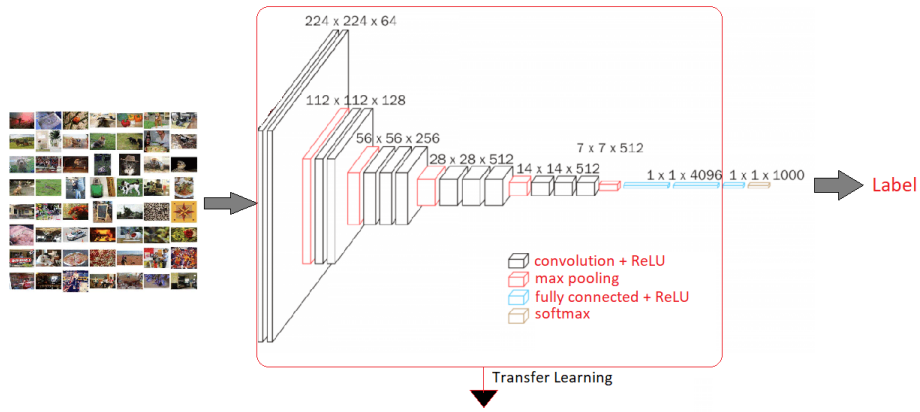 224 x 224 x 64
112 x 112 x 128
56 x 56 x 256
28 x 28 x 512
14 x 14 x 512
7 x 7 x 512
1 x 1 x 4096
1 x 1 x 1000
Label
convolution + ReLU
max pooling
fully connected + ReLU
softmax
Transfer Learning